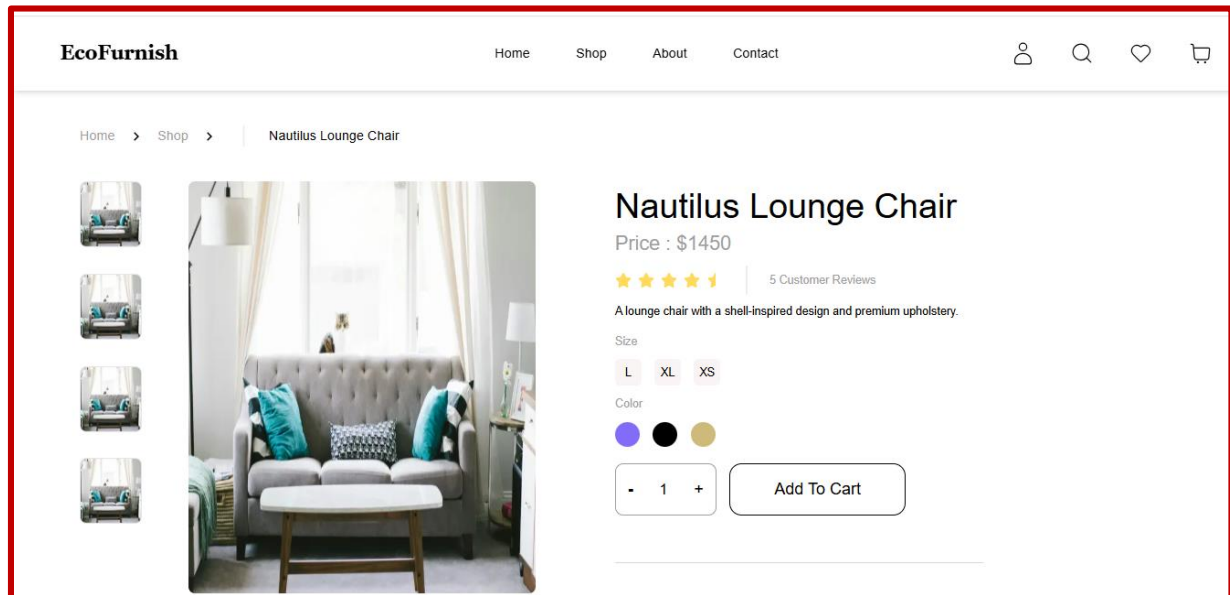 EcoFurnish Home Shop About Contact
Home > Shop > Nautilus Lounge Chair
Nautilus Lounge Chair
Price : $1450
5 Customer Reviews
A lounge chair with a shell-inspired design and premium upholstery.
Size
L XL XS
Color
- 1 + Add To Cart